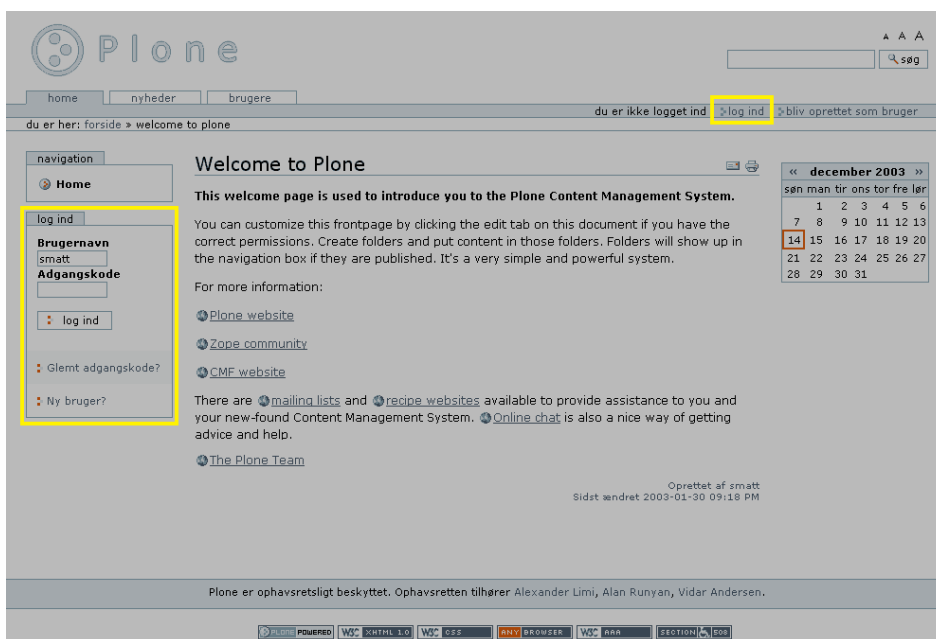 Plone
A A A
søg
home nyheder brugere
du er ikke logget ind log ind bliv oprettet som bruger
du er her: forside » welcome to plone
navigation
Home
log ind
Brugernavn
smatt
Adgangskode
log ind
Glemt adgangskode?
Ny bruger?
Welcome to Plone
This welcome page is used to introduce you to the Plone Content Management System.
You can customize this frontpage by clicking the edit tab on this document if you have the
correct permissions. Create folders and put content in those folders. Folders will show up in
the navigation box if they are published. It's a very simple and powerful system.
For more information:
Plone website
Zope community
CMF website
There are mailing lists and recipe websites available to provide assistance to you and
your new-found Content Management System. Online chat is also a nice way of getting
advice and help.
The Plone Team
Oprettet af smatt
Sidst ændret 2003-01-30 09:18 PM
« december 2003 »
søn man tir ons tor fre lør
1 2 3 4 5 6
7 8 9 10 11 12 13
14 15 16 17 18 19 20
21 22 23 24 25 26 27
28 29 30 31
Plone er ophavsretsligt beskyttet. Ophavsretten tilhører Alexander Limi, Alan Runyan, Vidar Andersen.
PLONE POWERED W3C XHTML 1.0 W3C CSS ANY BROWSER W3C AAA SECTION 508